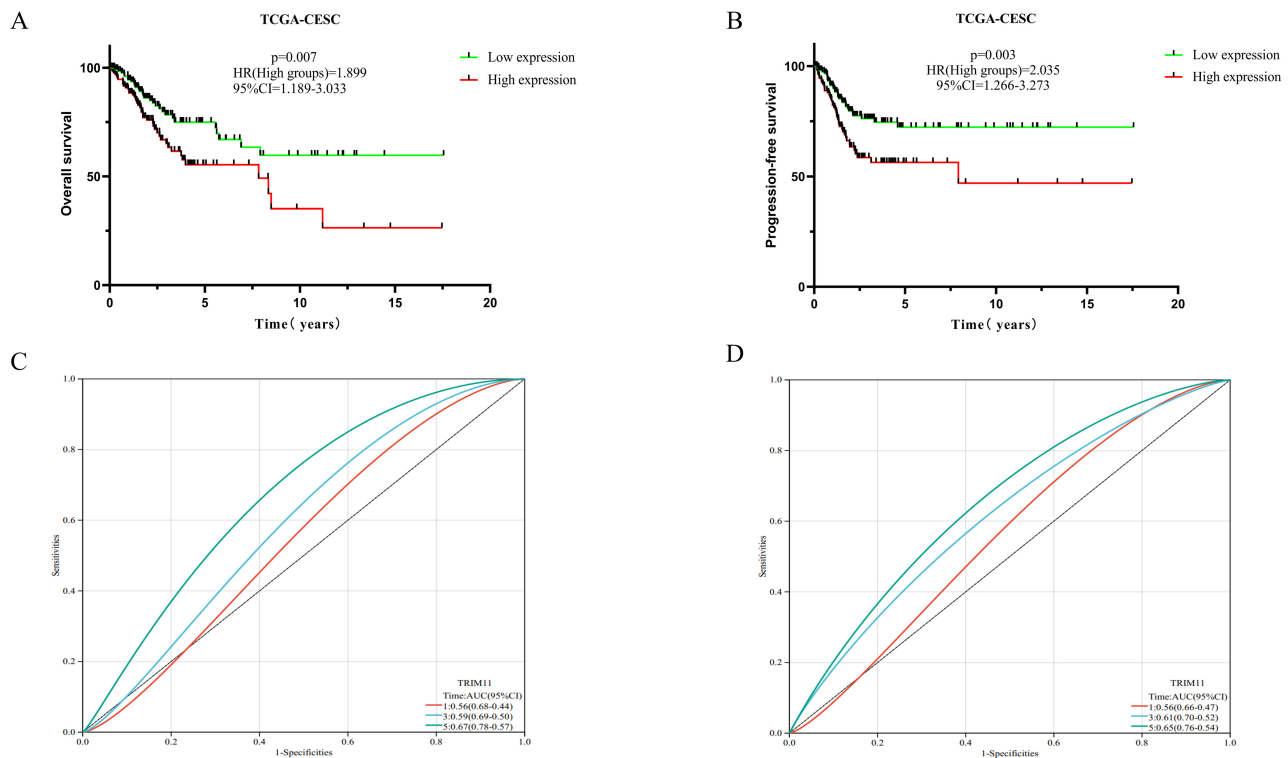 A
TCGA-CESC
p=0.007
HR(High groups)=1.899
95%CI=1.189-3.033
Low expression
High expression
Overall survival
100
50
0
0
5
10
15
20
Time( years)
B
TCGA-CESC
p=0.003
HR(High groups)=2.035
95%CI=1.266-3.273
Low expression
High expression
Progression-free survival
100
50
0
0
5
10
15
20
Time( years)
C
Sensitivities
1.0
0.8
0.6
0.4
0.2
0.0
0.0
0.2
0.4
0.6
0.8
1.0
1-Specificities
TRIM11
Time:AUC(95%CI)
1:0.56(0.68-0.44)
3:0.59(0.69-0.50)
5:0.67(0.78-0.57)
D
Sensitivities
1.0
0.8
0.6
0.4
0.2
0.0
0.0
0.2
0.4
0.6
0.8
1.0
1-Specificities
TRIM11
Time:AUC(95%CI)
1:0.56(0.66-0.47)
3:0.61(0.70-0.52)
5:0.65(0.76-0.54)